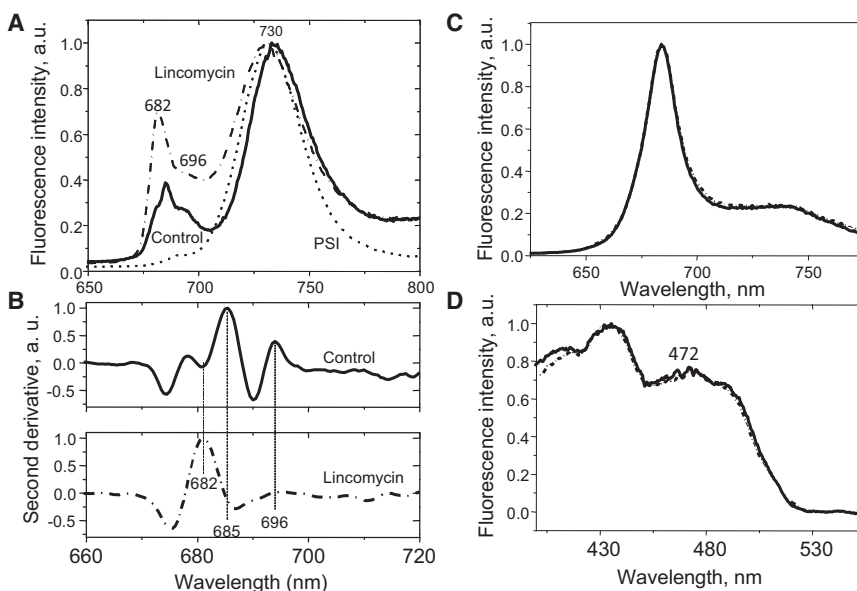 A
Fluorescence intensity, a.u.
1.0
0.8
0.6
0.4
0.2
0.0
Lincomycin
730
682
696
Control
PSI
650
700
750
800
B
Second derivative, a. u.
1.0
0.5
0.0
-0.5
Control
1.0
0.5
0.0
-0.5
Lincomycin
682
685
696
660
680
700
720
Wavelength (nm)
C
Fluorescence intensity, a.u.
1.0
0.8
0.6
0.4
0.2
0.0
650
700
750
Wavelength, nm
D
Fluorescence intensity, a.u.
1.0
0.8
0.6
0.4
0.2
0.0
472
430
480
530
Wavelength, nm